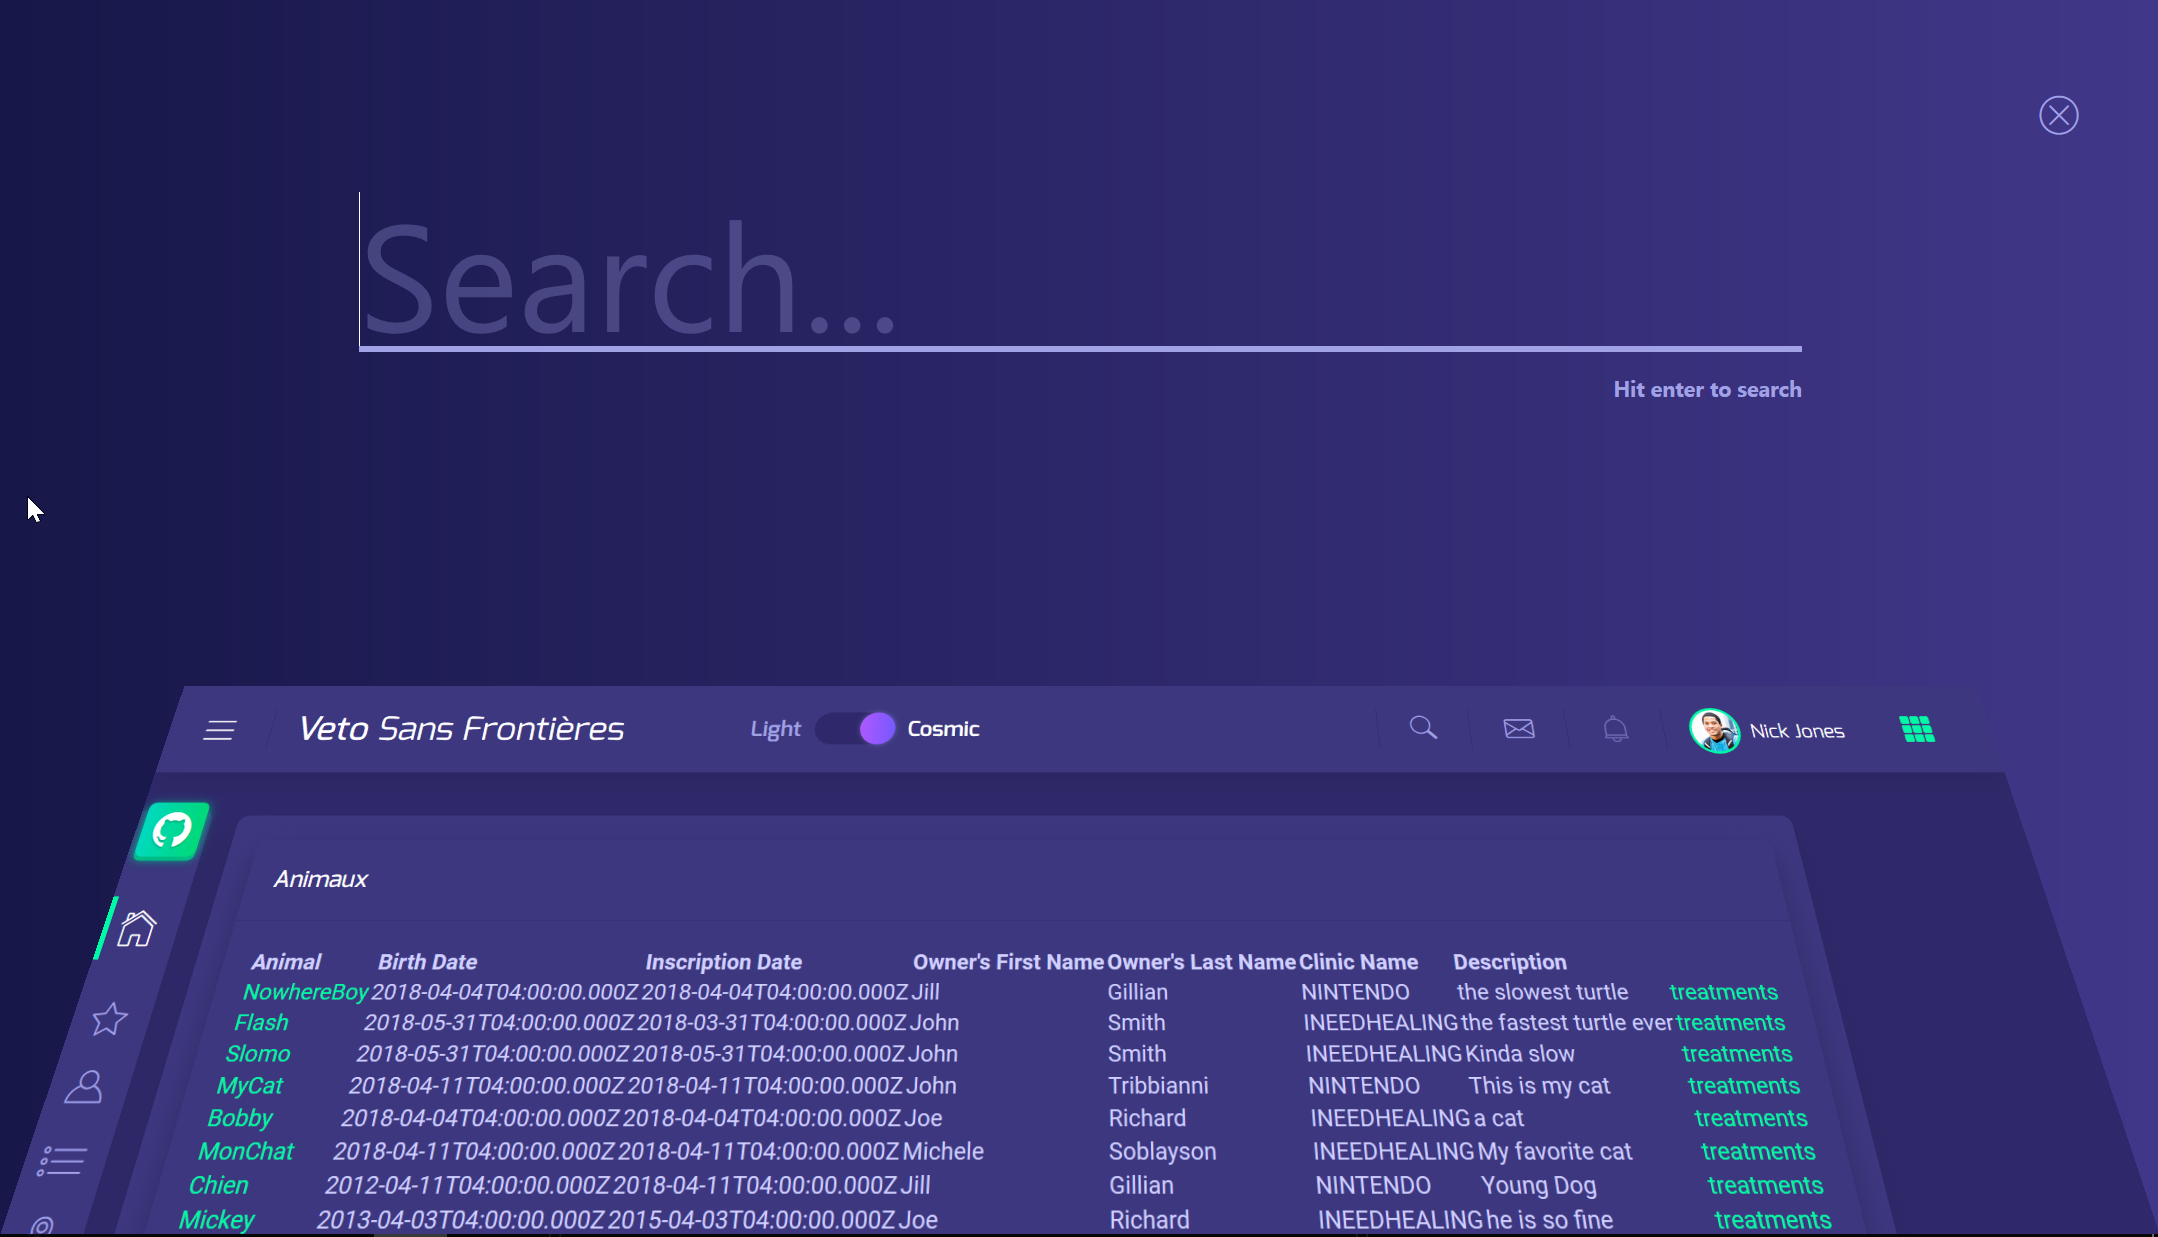 Search...
Hit enter to search
Veto Sans Frontières Light Cosmic Nick Jones
Animaux
Animal Birth Date Inscription Date Owner's First Name Owner's Last Name Clinic Name Description
NowhereBoy 2018-04-04T04:00:00.000Z 2018-04-04T04:00:00.000Z Jill Gillian NINTENDO the slowest turtle treatments
Flash 2018-05-31T04:00:00.000Z 2018-03-31T04:00:00.000Z John Smith INEEDHEALING the fastest turtle ever treatments
Slomo 2018-05-31T04:00:00.000Z 2018-05-31T04:00:00.000Z John Smith INEEDHEALING Kinda slow treatments
MyCat 2018-04-11T04:00:00.000Z 2018-04-11T04:00:00.000Z John Tribbianni NINTENDO This is my cat treatments
Bobby 2018-04-04T04:00:00.000Z 2018-04-04T04:00:00.000Z Joe Richard INEEDHEALING a cat treatments
MonChat 2018-04-11T04:00:00.000Z 2018-04-11T04:00:00.000Z Michele Soblayson INEEDHEALING My favorite cat treatments
Chien 2012-04-11T04:00:00.000Z 2018-04-11T04:00:00.000Z Jill Gillian NINTENDO Young Dog treatments
Mickey 2013-04-03T04:00:00.000Z 2015-04-03T04:00:00.000Z Joe Richard INEEDHEALING he is so fine treatments